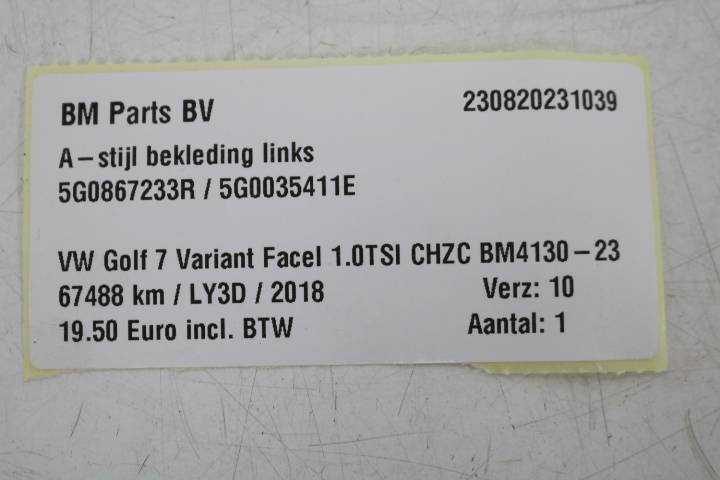 BM Parts BV 230820231039
A-stijl bekleding links
5G0867233R / 5G0035411E
VW Golf 7 Variant Facel 1.0TSI CHZC BM4130-23
67488 km / LY3D / 2018 Verz: 10
19.50 Euro incl. BTW Aantal: 1